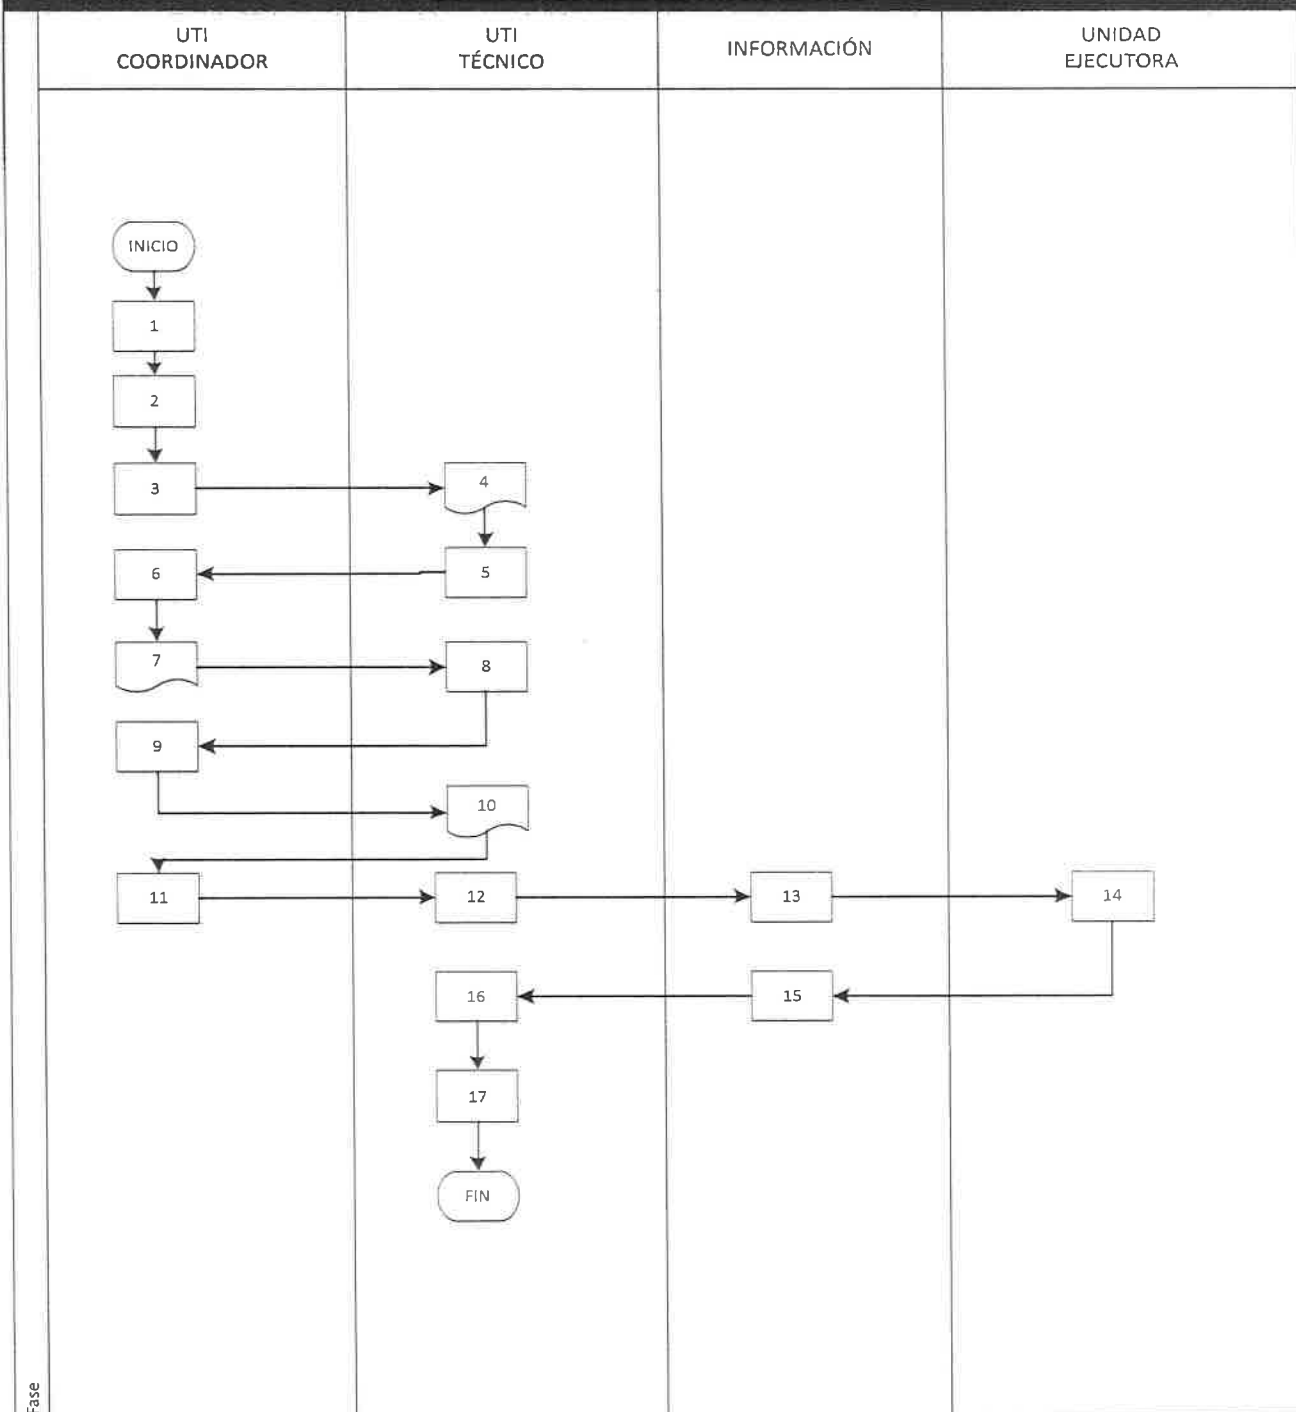 UTI
COORDINADOR
UTI
TÉCNICO
INFORMACIÓN
UNIDAD
EJECUTORA
INICIO
1
2
3
4
6
5
7
8
9
10
11
12
13
14
16
15
17
FIN
Fase